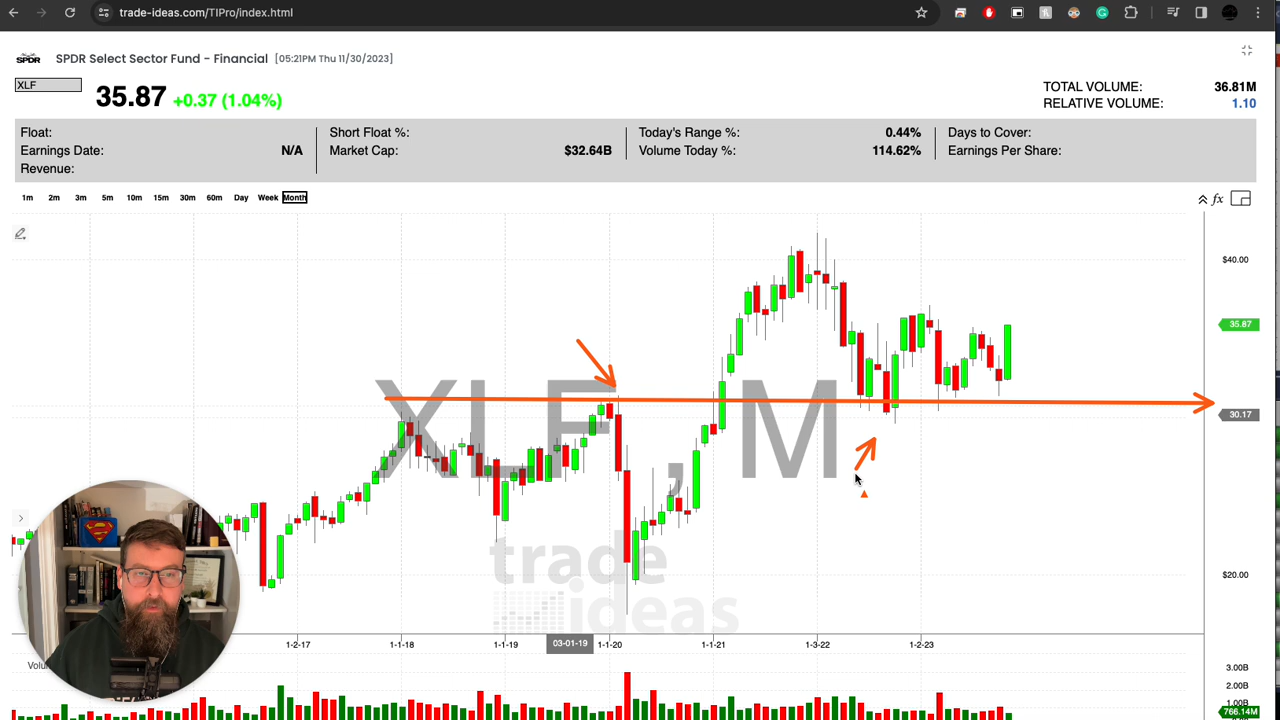 trade-ideas.com/TIPro/index.html
SPDR SPDR Select Sector Fund - Financial [05:21PM Thu 11/30/2023]
XLF
35.87 +0.37 (1.04%)
TOTAL VOLUME: 36.81M
RELATIVE VOLUME: 1.10
Float: Short Float %: Today's Range %: 0.44% Days to Cover:
Earnings Date: N/A Market Cap: $32.64B Volume Today %: 114.62% Earnings Per Share:
Revenue:
1m 2m 3m 5m 10m 15m 30m 60m Day Week Month fx
$40.00
35.87
XLF, M
30.17
trade
ideas
$20.00
1-2-17 1-1-18 1-1-19 03-01-19 1-1-20 1-1-21 1-3-22 1-2-23
Volu
3.00B
2.00B
1.00B
766.14M